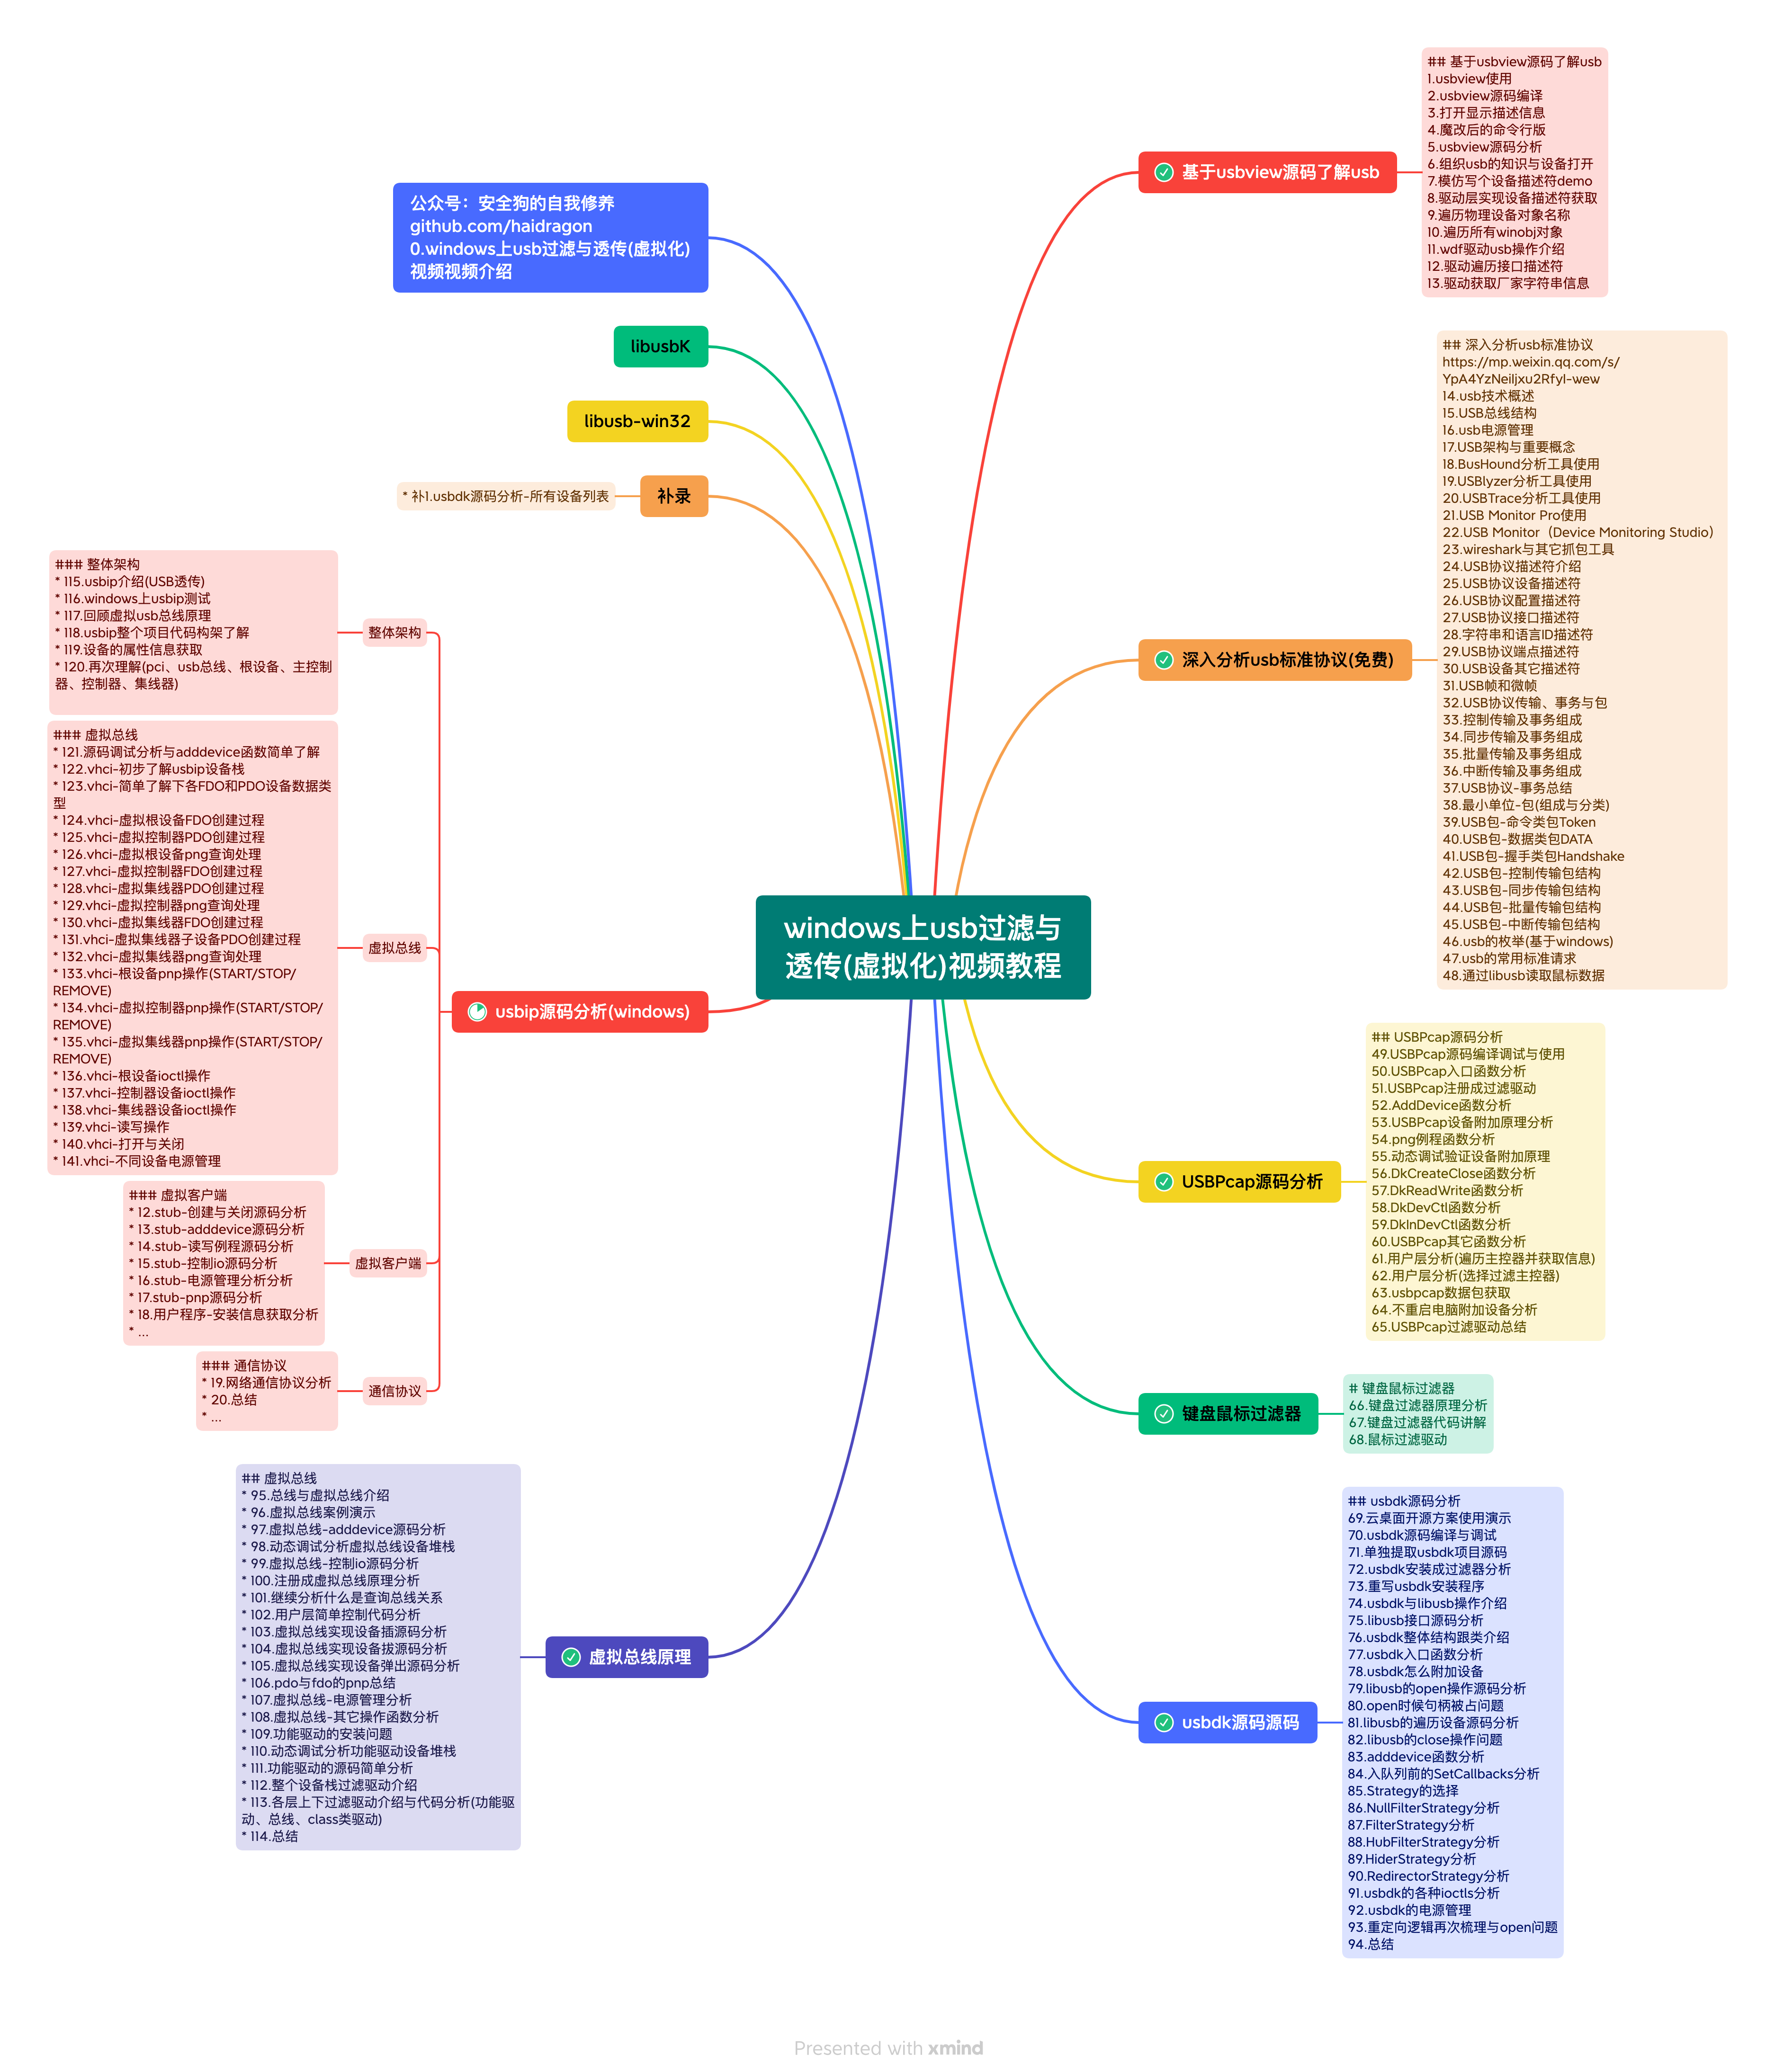 windows上usb过滤与
透传(虚拟化)视频教程
基于usbview源码了解usb
## 基于usbview源码了解usb
1.usbview使用
2.usbview源码编译
3.打开显示描述信息
4.魔改后的命令行版
5.usbview源码分析
6.组织usb的知识与设备打开
7.模仿写个设备描述符demo
8.驱动层实现设备描述符获取
9.遍历物理设备对象名称
10.遍历所有winobj对象
11.wdf驱动usb操作介绍
12.驱动遍历接口描述符
13.驱动获取厂家字符串信息
深入分析usb标准协议(免费)
## 深入分析usb标准协议
https://mp.weixin.qq.com/s/
YpA4YzNeiljxu2RfyI-wew
14.usb技术概述
15.USB总线结构
16.usb电源管理
17.USB架构与重要概念
18.BusHound分析工具使用
19.USBlyzer分析工具使用
20.USBTrace分析工具使用
21.USB Monitor Pro使用
22.USB Monitor（Device Monitoring Studio）
23.wireshark与其它抓包工具
24.USB协议描述符介绍
25.USB协议设备描述符
26.USB协议配置描述符
27.USB协议接口描述符
28.字符串和语言ID描述符
29.USB协议端点描述符
30.USB设备其它描述符
31.USB帧和微帧
32.USB协议传输、事务与包
33.控制传输及事务组成
34.同步传输及事务组成
35.批量传输及事务组成
36.中断传输及事务组成
37.USB协议-事务总结
38.最小单位-包(组成与分类)
39.USB包-命令类包Token
40.USB包-数据类包DATA
41.USB包-握手类包Handshake
42.USB包-控制传输包结构
43.USB包-同步传输包结构
44.USB包-批量传输包结构
45.USB包-中断传输包结构
46.usb的枚举(基于windows)
47.usb的常用标准请求
48.通过libusb读取鼠标数据
USBPcap源码分析
## USBPcap源码分析
49.USBPcap源码编译调试与使用
50.USBPcap入口函数分析
51.USBPcap注册成过滤驱动
52.AddDevice函数分析
53.USBPcap设备附加原理分析
54.png例程函数分析
55.动态调试验证设备附加原理
56.DkCreateClose函数分析
57.DkReadWrite函数分析
58.DkDevCtl函数分析
59.DkInDevCtl函数分析
60.USBPcap其它函数分析
61.用户层分析(遍历主控器并获取信息)
62.用户层分析(选择过滤主控器)
63.usbpcap数据包获取
64.不重启电脑附加设备分析
65.USBPcap过滤驱动总结
键盘鼠标过滤器
# 键盘鼠标过滤器
66.键盘过滤器原理分析
67.键盘过滤器代码讲解
68.鼠标过滤驱动
usbdk源码源码
## usbdk源码分析
69.云桌面开源方案使用演示
70.usbdk源码编译与调试
71.单独提取usbdk项目源码
72.usbdk安装成过滤器分析
73.重写usbdk安装程序
74.usbdk与libusb操作介绍
75.libusb接口源码分析
76.usbdk整体结构跟类介绍
77.usbdk入口函数分析
78.usbdk怎么附加设备
79.libusb的open操作源码分析
80.open时候句柄被占问题
81.libusb的遍历设备源码分析
82.libusb的close操作问题
83.adddevice函数分析
84.入队列前的SetCallbacks分析
85.Strategy的选择
86.NullFilterStrategy分析
87.FilterStrategy分析
88.HubFilterStrategy分析
89.HiderStrategy分析
90.RedirectorStrategy分析
91.usbdk的各种ioctls分析
92.usbdk的电源管理
93.重定向逻辑再次梳理与open问题
94.总结
公众号：安全狗的自我修养
github.com/haidragon
0.windows上usb过滤与透传(虚拟化)
视频视频介绍
libusbK
libusb-win32
补录
* 补1.usbdk源码分析-所有设备列表
usbip源码分析(windows)
整体架构
### 整体架构
* 115.usbip介绍(USB透传)
* 116.windows上usbip测试
* 117.回顾虚拟usb总线原理
* 118.usbip整个项目代码构架了解
* 119.设备的属性信息获取
* 120.再次理解(pci、usb总线、根设备、主控制
器、控制器、集线器)
虚拟总线
### 虚拟总线
* 121.源码调试分析与adddevice函数简单了解
* 122.vhci-初步了解usbip设备栈
* 123.vhci-简单了解下各FDO和PDO设备数据类
型
* 124.vhci-虚拟根设备FDO创建过程
* 125.vhci-虚拟控制器PDO创建过程
* 126.vhci-虚拟根设备png查询处理
* 127.vhci-虚拟控制器FDO创建过程
* 128.vhci-虚拟集线器PDO创建过程
* 129.vhci-虚拟控制器png查询处理
* 130.vhci-虚拟集线器FDO创建过程
* 131.vhci-虚拟集线器子设备PDO创建过程
* 132.vhci-虚拟集线器png查询处理
* 133.vhci-根设备pnp操作(START/STOP/
REMOVE)
* 134.vhci-虚拟控制器pnp操作(START/STOP/
REMOVE)
* 135.vhci-虚拟集线器pnp操作(START/STOP/
REMOVE)
* 136.vhci-根设备ioctl操作
* 137.vhci-控制器设备ioctl操作
* 138.vhci-集线器设备ioctl操作
* 139.vhci-读写操作
* 140.vhci-打开与关闭
* 141.vhci-不同设备电源管理
虚拟客户端
### 虚拟客户端
* 12.stub-创建与关闭源码分析
* 13.stub-adddevice源码分析
* 14.stub-读写例程源码分析
* 15.stub-控制io源码分析
* 16.stub-电源管理分析分析
* 17.stub-pnp源码分析
* 18.用户程序-安装信息获取分析
* ...
通信协议
### 通信协议
* 19.网络通信协议分析
* 20.总结
* ...
虚拟总线原理
## 虚拟总线
* 95.总线与虚拟总线介绍
* 96.虚拟总线案例演示
* 97.虚拟总线-adddevice源码分析
* 98.动态调试分析虚拟总线设备堆栈
* 99.虚拟总线-控制io源码分析
* 100.注册成虚拟总线原理分析
* 101.继续分析什么是查询总线关系
* 102.用户层简单控制代码分析
* 103.虚拟总线实现设备插源码分析
* 104.虚拟总线实现设备拔源码分析
* 105.虚拟总线实现设备弹出源码分析
* 106.pdo与fdo的pnp总结
* 107.虚拟总线-电源管理分析
* 108.虚拟总线-其它操作函数分析
* 109.功能驱动的安装问题
* 110.动态调试分析功能驱动设备堆栈
* 111.功能驱动的源码简单分析
* 112.整个设备栈过滤驱动介绍
* 113.各层上下过滤驱动介绍与代码分析(功能驱
动、总线、class类驱动)
* 114.总结
Presented with xmind